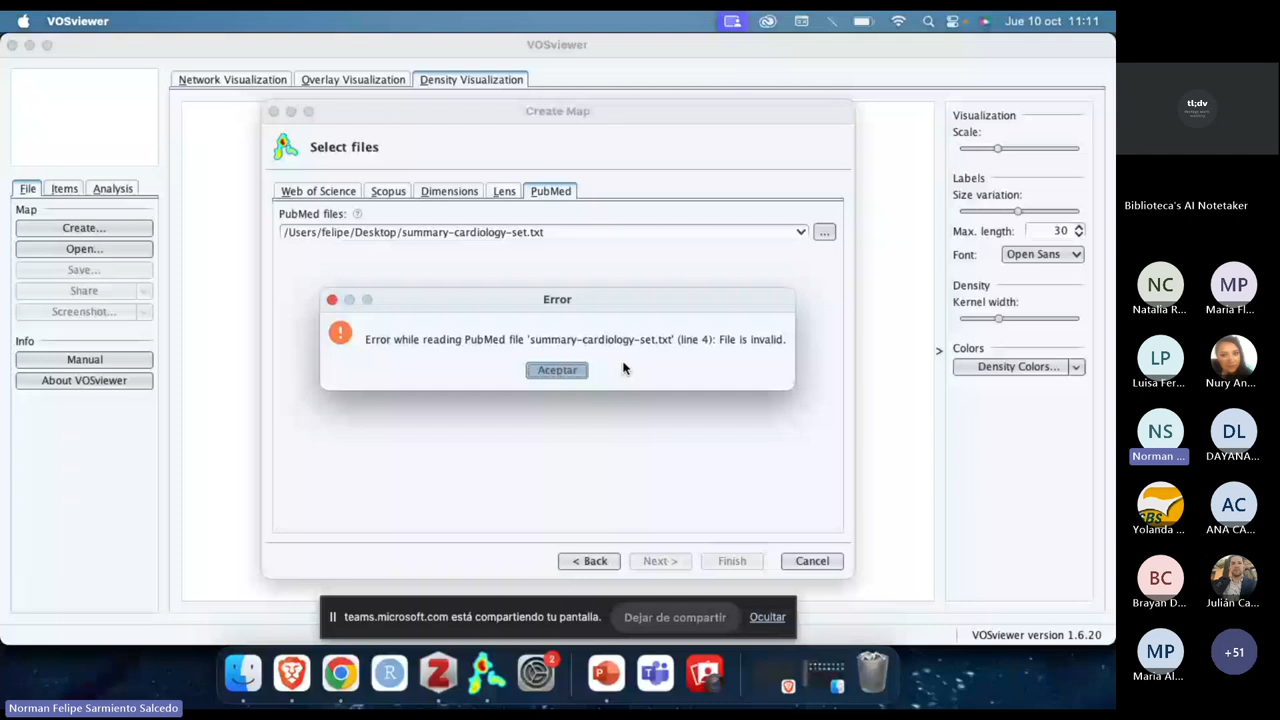 VOSviewer
Jue 10 oct 11:11
VOSviewer
Network Visualization
Overlay Visualization
Density Visualization
Create Map
Select files
Web of Science
Scopus
Dimensions
Lens
PubMed
PubMed files:
/Users/felipe/Desktop/summary-cardiology-set.txt
...
Error
Error while reading PubMed file 'summary-cardiology-set.txt' (line 4): File is invalid.
Aceptar
< Back
Next >
Finish
Cancel
File
Items
Analysis
Map
Create...
Open...
Save...
Share
Screenshot...
Info
Manual
About VOSviewer
Visualization
Scale:
Labels
Size variation:
Max. length:
30
Font:
Open Sans
Density
Kernel width:
>
Colors
Density Colors...
teams.microsoft.com está compartiendo tu pantalla.
Dejar de compartir
Ocultar
VOSviewer version 1.6.20
2
Norman Felipe Sarmiento Salcedo
tl;dv
Biblioteca's AI Notetaker
NC
MP
Natalia R...
Maria Fl...
LP
Luisa Fer...
Nury An...
NS
DL
Norman ...
DAYANA...
SBS
AC
Yolanda ...
ANA CA...
BC
Brayan D...
Julián Ca...
MP
+51
Maria Al...